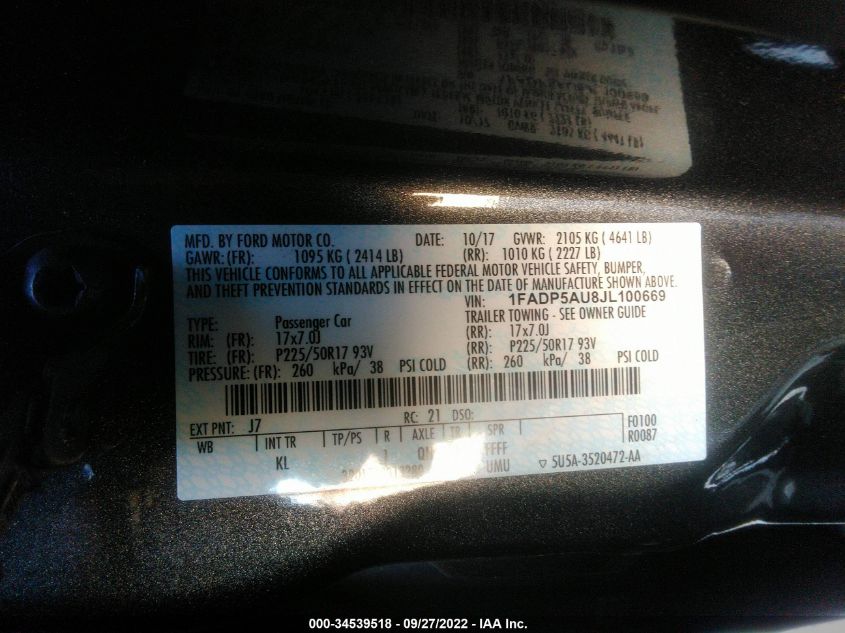 MFD. BY FORD MOTOR CO. DATE: 10/17 GVWR: 2105 KG ( 4641 LB)
GAWR: (FR): 1095 KG ( 2414 LB) (RR): 1010 KG ( 2227 LB)
THIS VEHICLE CONFORMS TO ALL APPLICABLE FEDERAL MOTOR VEHICLE SAFETY, BUMPER,
AND THEFT PREVENTION STANDARDS IN EFFECT ON THE DATE OF MANUFACTURE SHOWN ABOVE.
VIN: 1FADP5AU8JL100669
TYPE: Passenger Car TRAILER TOWING - SEE OWNER GUIDE
RIM: (FR): 17x7.0J (RR): 17x7.0J
TIRE: (FR): P225/50R17 93V (RR): P225/50R17 93V
PRESSURE: (FR): 260 kPa/ 38 PSI COLD (RR): 260 kPa/ 38 PSI COLD
EXT PNT: J7 RC: 21 DSO: F0100
WB INT TR TP/PS R AXLE TR SPR R0087
KL
UMU ▽ 5U5A-3520472-AA
000-34539518 - 09/27/2022 - IAA Inc.